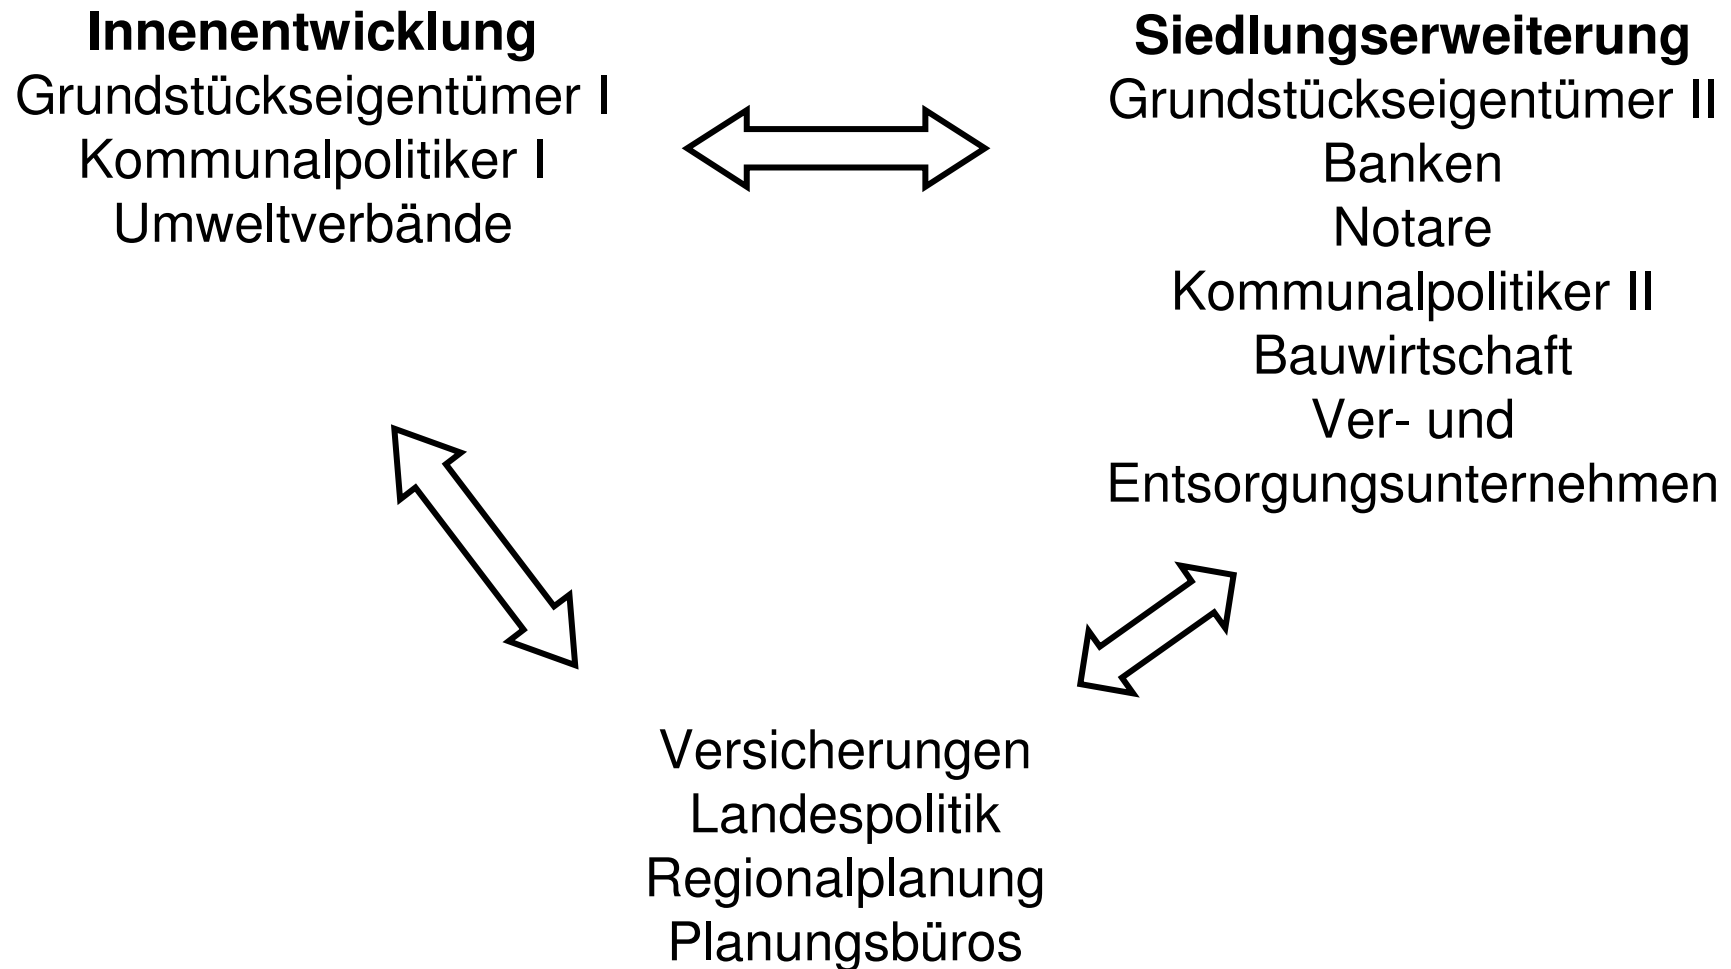 Innenentwicklung
Grundstückseigentümer I
Kommunalpolitiker I
Umweltverbände
Siedlungserweiterung
Grundstückseigentümer II
Banken
Notare
Kommunalpolitiker II
Bauwirtschaft
Ver- und
Entsorgungsunternehmen
Versicherungen
Landespolitik
Regionalplanung
Planungsbüros